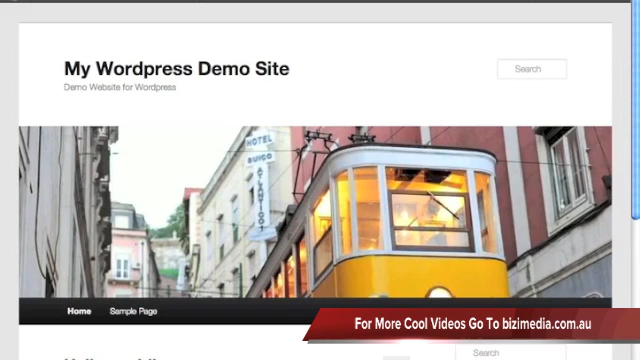 My Wordpress Demo Site
Search
Demo Website for Wordpress
HOTEL
Home
Sample Page
For More Cool Videos Go To bizimedia.com.au
Search